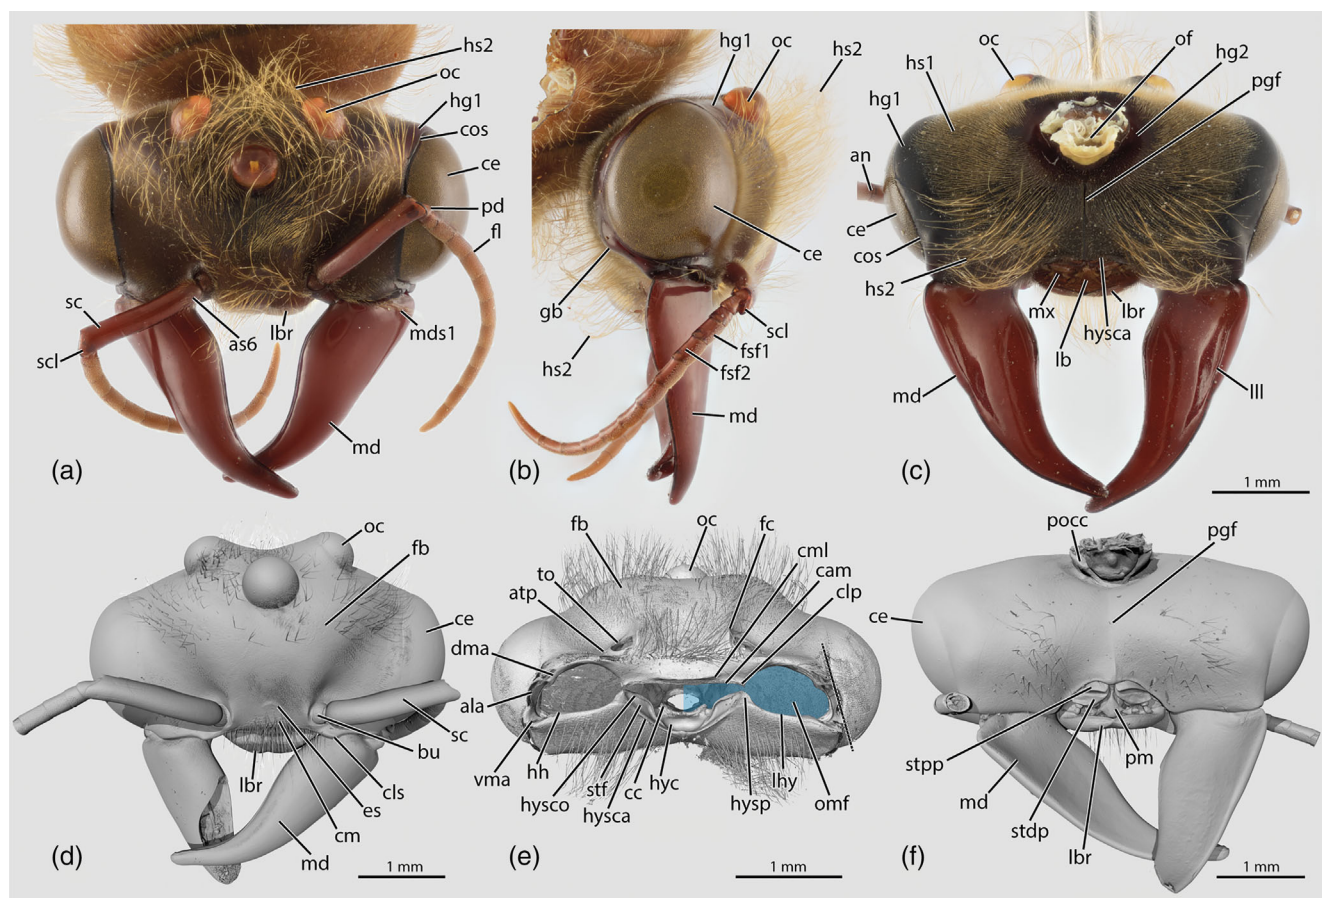 hs2
oc
hg1
cos
ce
pd
fl
sc
scl
as6
lbr
mds1
md
(a)
hg1
oc
hs2
ce
gb
hs2
scl
fsf1
fsf2
md
(b)
oc
of
hs1
hg2
hg1
pgf
an
ce
cos
hs2
mx
lb
hysca
lbr
md
lll
(c)
1 mm
oc
fb
ce
sc
bu
cls
es
cm
lbr
md
(d)
1 mm
fb
oc
fc
cml
cam
clp
to
atp
dma
ala
vma
hh
hysco
stf
hysca
cc
hyc
hysp
lhy
omf
(e)
1 mm
pocc
pgf
ce
stpp
md
stdp
lbr
pm
(f)
1 mm